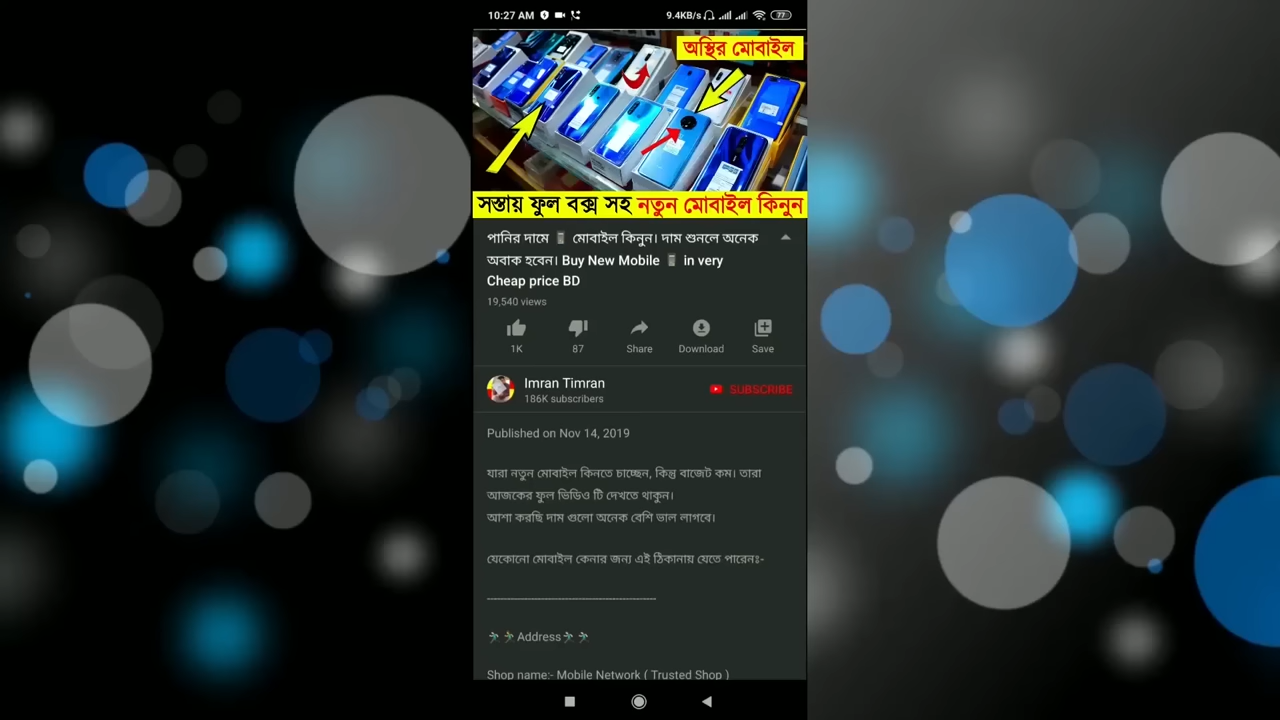 10:27 AM 9.4KB/s 77
অস্থির মোবাইল
সস্তায় ফুল বক্স সহ নতুন মোবাইল কিনুন
পানির দামে 📱 মোবাইল কিনুন। দাম শুনলে অনেক
অবাক হবেন। Buy New Mobile 📱 in very
Cheap price BD
19,540 views
1K 87 Share Download Save
Imran Timran
SUBSCRIBE
186K subscribers
Published on Nov 14, 2019
যারা নতুন মোবাইল কিনতে চাচ্ছেন, কিন্তু বাজেট কম। তারা
আজকের ফুল ভিডিও টি দেখতে থাকুন।
আশা করছি দাম গুলো অনেক বেশি ভাল লাগবে।
যেকোনো মোবাইল কেনার জন্য এই ঠিকানায় যেতে পারেনঃ-
--------------------------------------------------
Address
Shop name:- Mobile Network ( Trusted Shop )